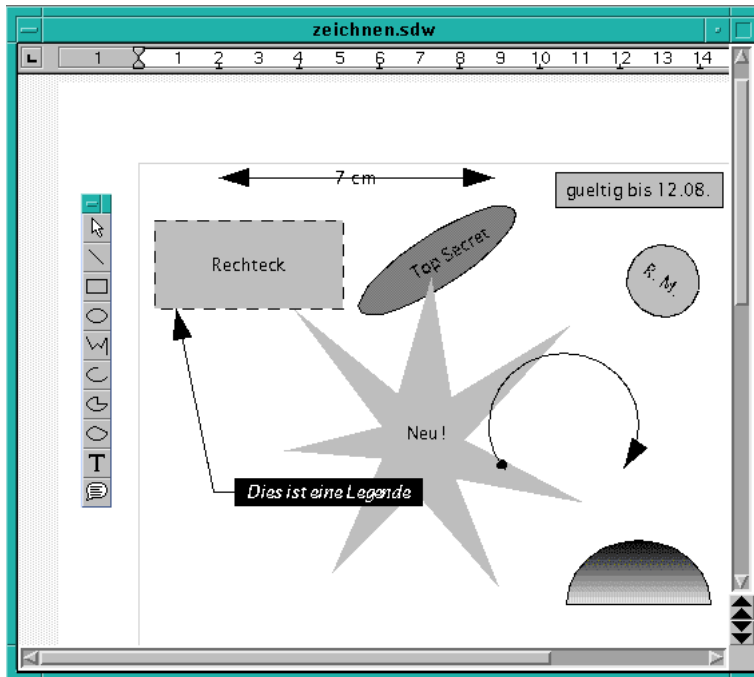 zeichnen.sdw
1 1 2 3 4 5 6 7 8 9 10 11 12 13 14
7 cm
gueltig bis 12.08.
Rechteck
Top Secret
R. M.
Neu !
Dies ist eine Legende
T